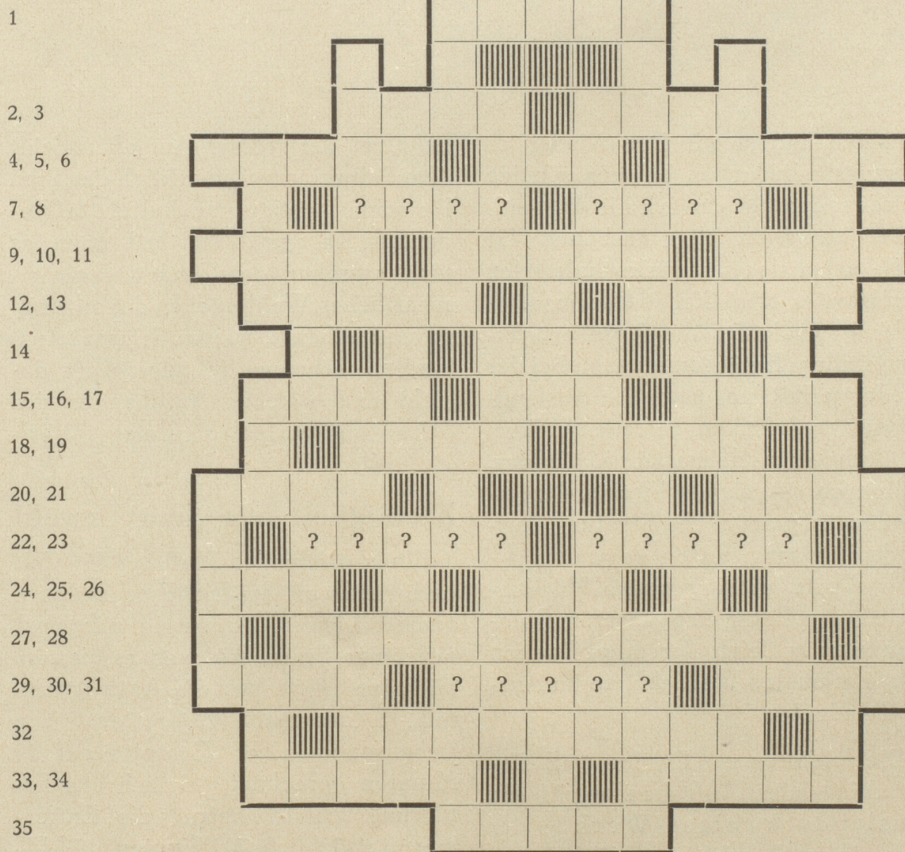 1
2, 3
4, 5, 6
7, 8 ? ? ? ? ? ? ? ?
9, 10, 11
12, 13
14
15, 16, 17
18, 19
20, 21
22, 23 ? ? ? ? ? ? ? ? ? ?
24, 25, 26
27, 28
29, 30, 31 ? ? ? ? ?
32
33, 34
35